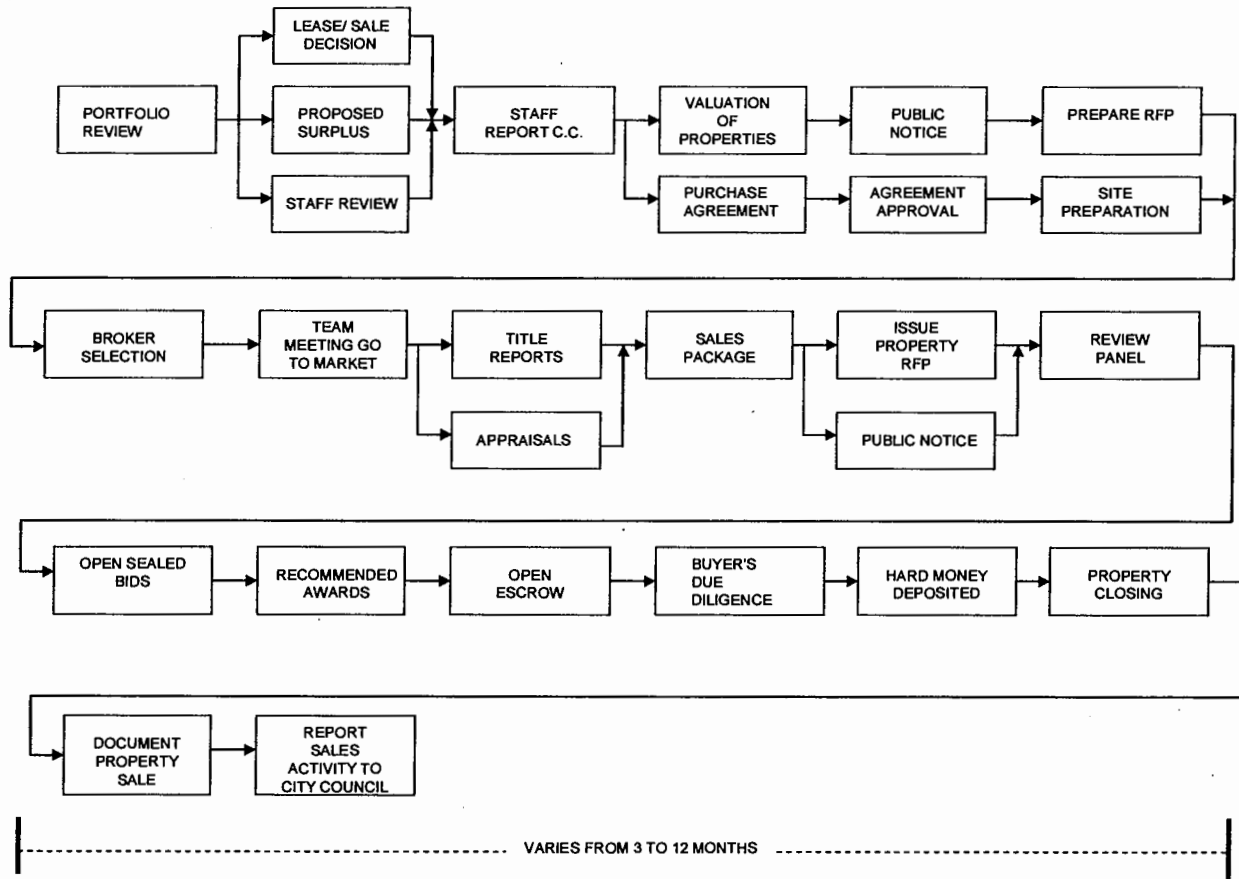 LEASE/ SALE
DECISION
PORTFOLIO
REVIEW
PROPOSED
SURPLUS
STAFF REVIEW
STAFF
REPORT C.C.
VALUATION
OF
PROPERTIES
PUBLIC
NOTICE
PREPARE RFP
PURCHASE
AGREEMENT
AGREEMENT
APPROVAL
SITE
PREPARATION
BROKER
SELECTION
TEAM
MEETING GO
TO MARKET
TITLE
REPORTS
APPRAISALS
SALES
PACKAGE
ISSUE
PROPERTY
RFP
PUBLIC NOTICE
REVIEW
PANEL
OPEN SEALED
BIDS
RECOMMENDED
AWARDS
OPEN
ESCROW
BUYER'S
DUE
DILIGENCE
HARD MONEY
DEPOSITED
PROPERTY
CLOSING
DOCUMENT
PROPERTY
SALE
REPORT
SALES
ACTIVITY TO
CITY COUNCIL
VARIES FROM 3 TO 12 MONTHS